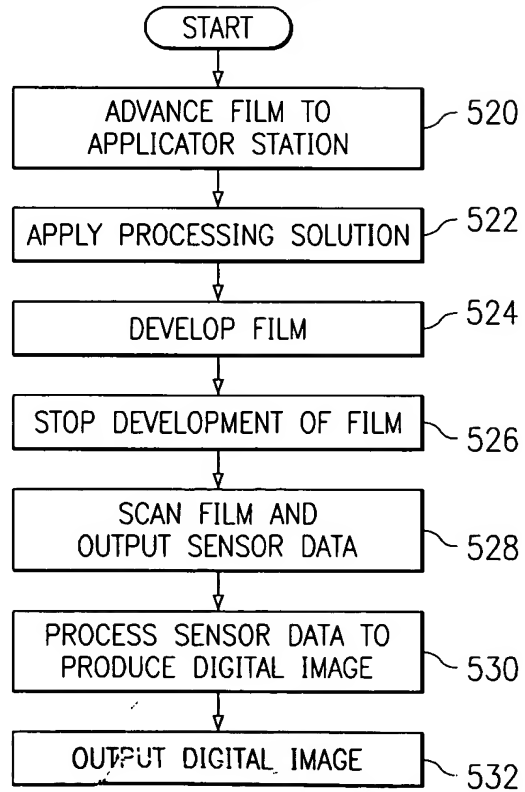 START
ADVANCE FILM TO
APPLICATOR STATION
520
APPLY PROCESSING SOLUTION
522
DEVELOP FILM
524
STOP DEVELOPMENT OF FILM
526
SCAN FILM AND
OUTPUT SENSOR DATA
528
PROCESS SENSOR DATA TO
PRODUCE DIGITAL IMAGE
530
OUTPUT DIGITAL IMAGE
532